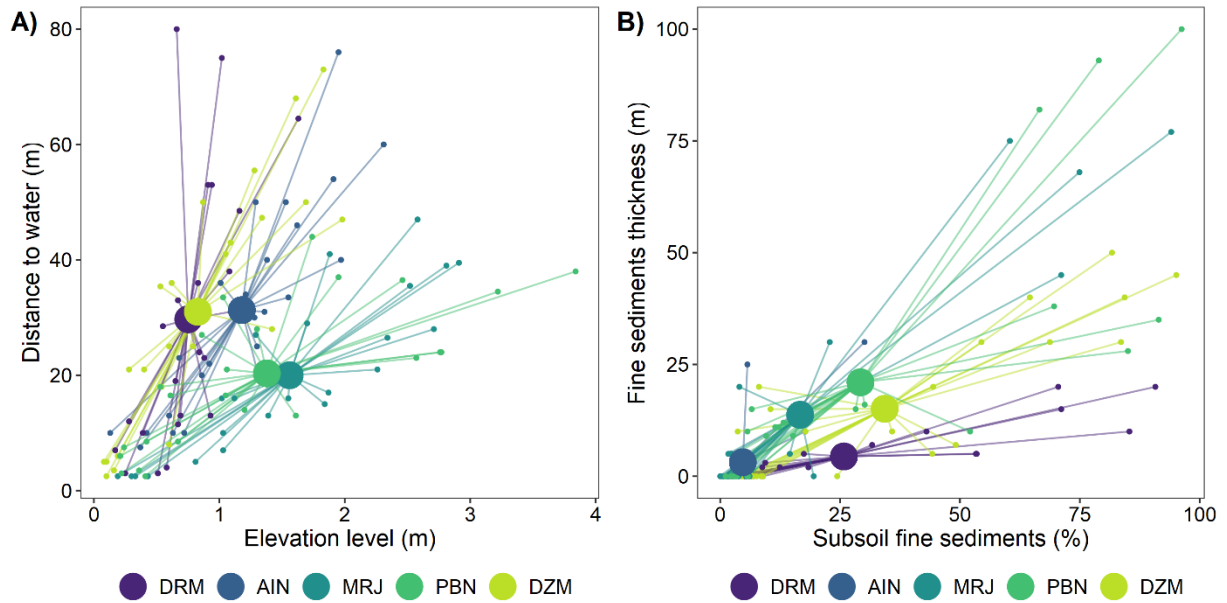 A)
80
60
40
20
0
Distance to water (m)
0 1 2 3 4
Elevation level (m)
DRM AIN MRJ PBN DZM
B)
100
75
50
25
0
Fine sediments thickness (m)
0 25 50 75 100
Subsoil fine sediments (%)
DRM AIN MRJ PBN DZM